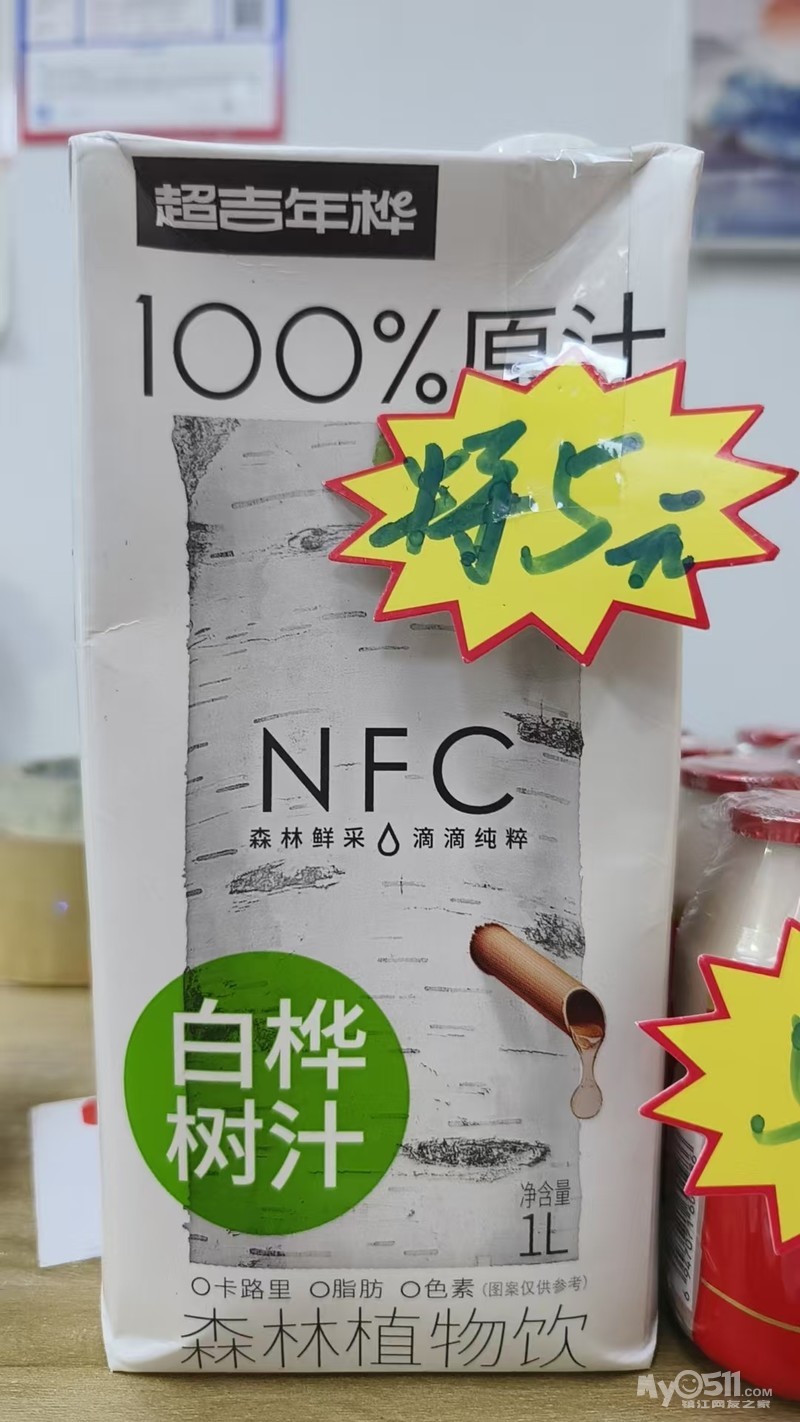 超吉年桦
100%原汁
特5元
NFC
森林鲜采 滴滴纯粹
白桦
树汁
净含量
1L
0卡路里 0脂肪 0色素 (图案仅供参考)
森林植物饮
My0511.COM
镇江网友之家